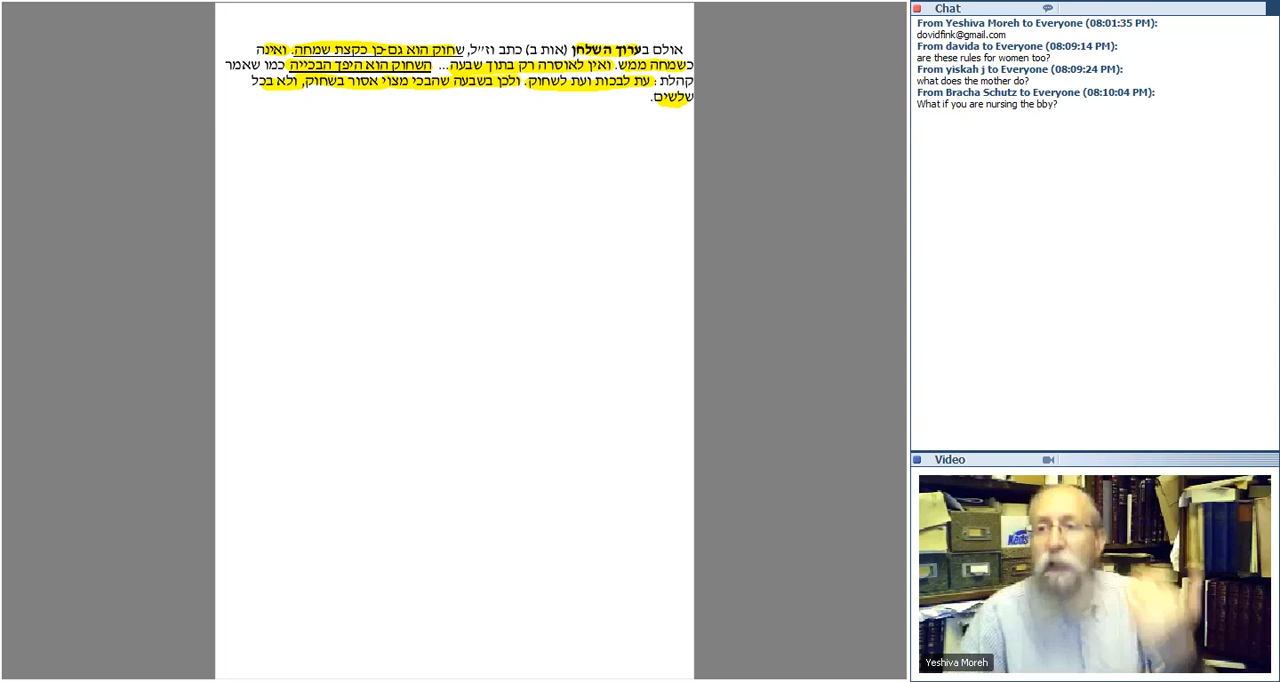 אולם בערוך השלחן (אות ב) כתב וז״ל, שחוק הוא גם-כן כקצת שמחה. ואינה
כשמחה ממש. ואין לאוסרה רק בתוך שבעה... השחוק הוא היפך הבכייה כמו שאמר
קהלת: עת לבכות ועת לשחוק. ולכן בשבעה שהבכי מצוי אסור בשחוק, ולא בכל
שלשים.
Chat
From Yeshiva Moreh to Everyone (08:01:35 PM):
dovidfink@gmail.com
From davida to Everyone (08:09:14 PM):
are these rules for women too?
From yiskah j to Everyone (08:09:24 PM):
what does the mother do?
From Bracha Schutz to Everyone (08:10:04 PM):
What if you are nursing the bby?
Video
Keds
Yeshiva Moreh